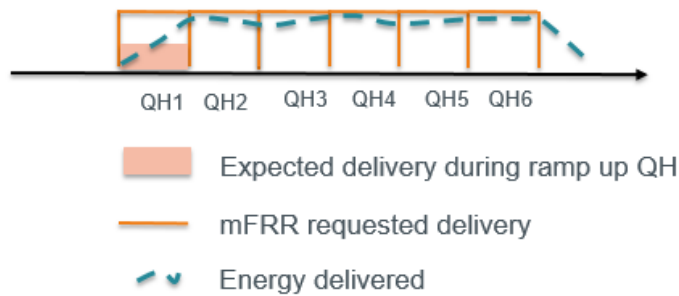 QH1 QH2 QH3 QH4 QH5 QH6
Expected delivery during ramp up QH
mFRR requested delivery
Energy delivered